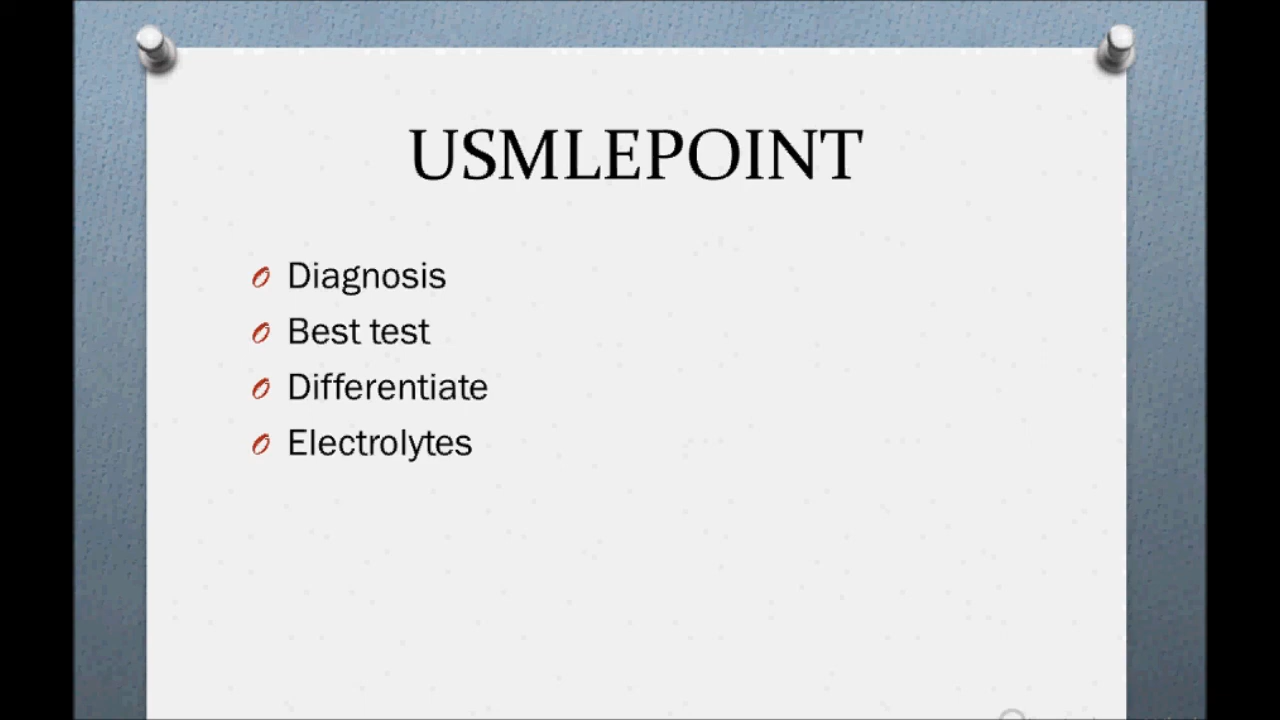 USMLEPOINT
Diagnosis
Best test
Differentiate
Electrolytes